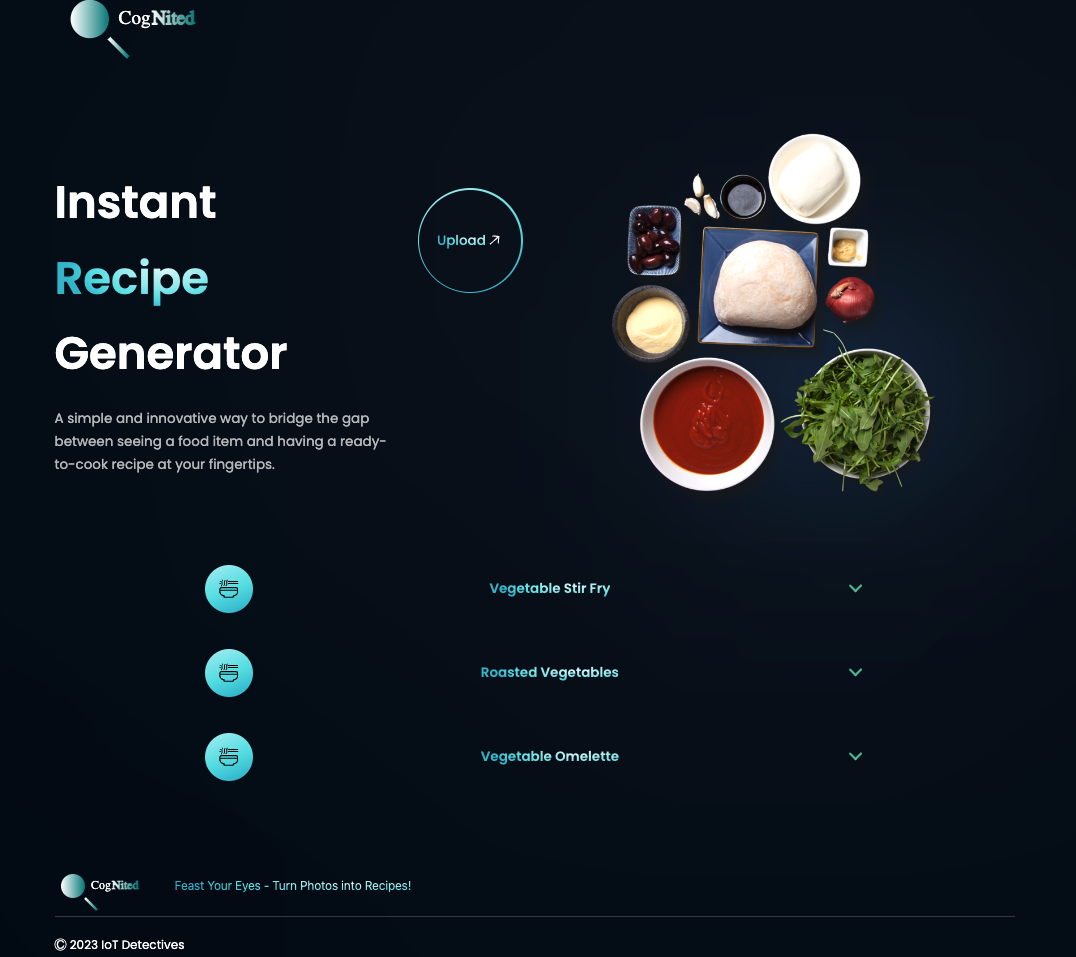 CogNited
Instant
Recipe
Generator
Upload
A simple and innovative way to bridge the gap
between seeing a food item and having a ready-
to-cook recipe at your fingertips.
Vegetable Stir Fry
Roasted Vegetables
Vegetable Omelette
CogNited
Feast Your Eyes - Turn Photos into Recipes!
© 2023 IoT Detectives